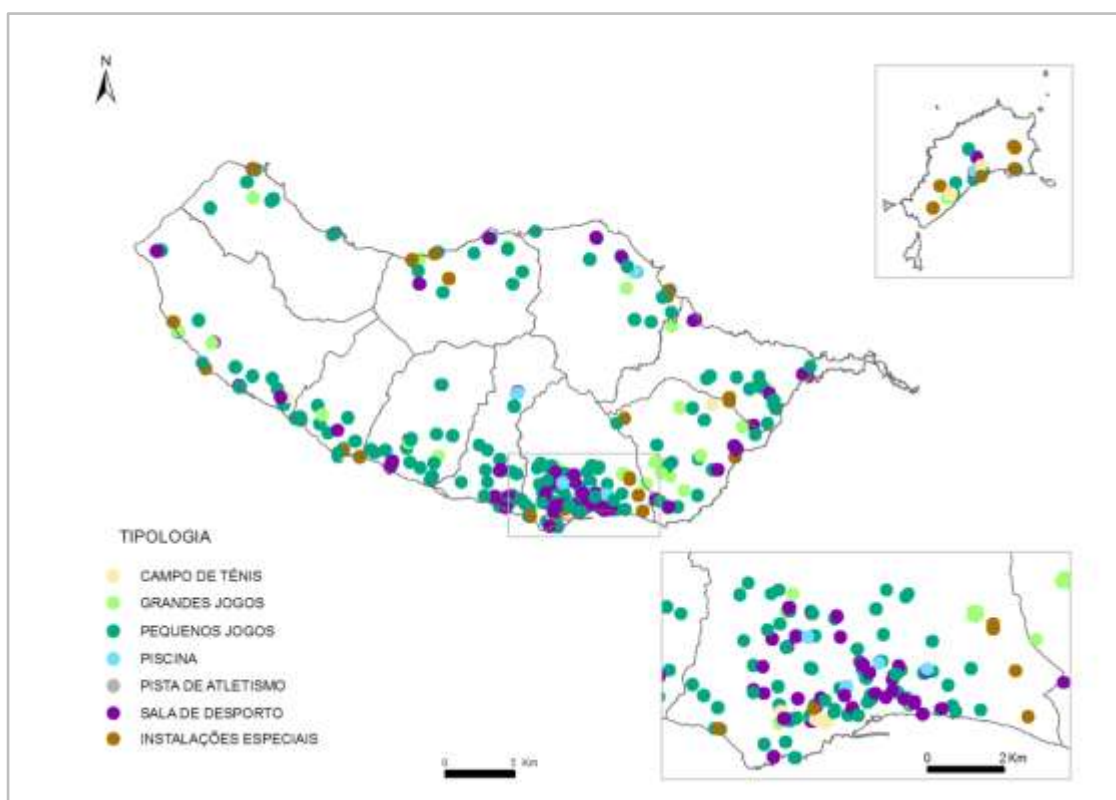 N
TIPOLOGIA
CAMPO DE TÉNIS
GRANDES JOGOS
PEQUENOS JOGOS
PISCINA
PISTA DE ATLETISMO
SALA DE DESPORTO
INSTALAÇÕES ESPECIAIS
0 5 Km
0 2 Km